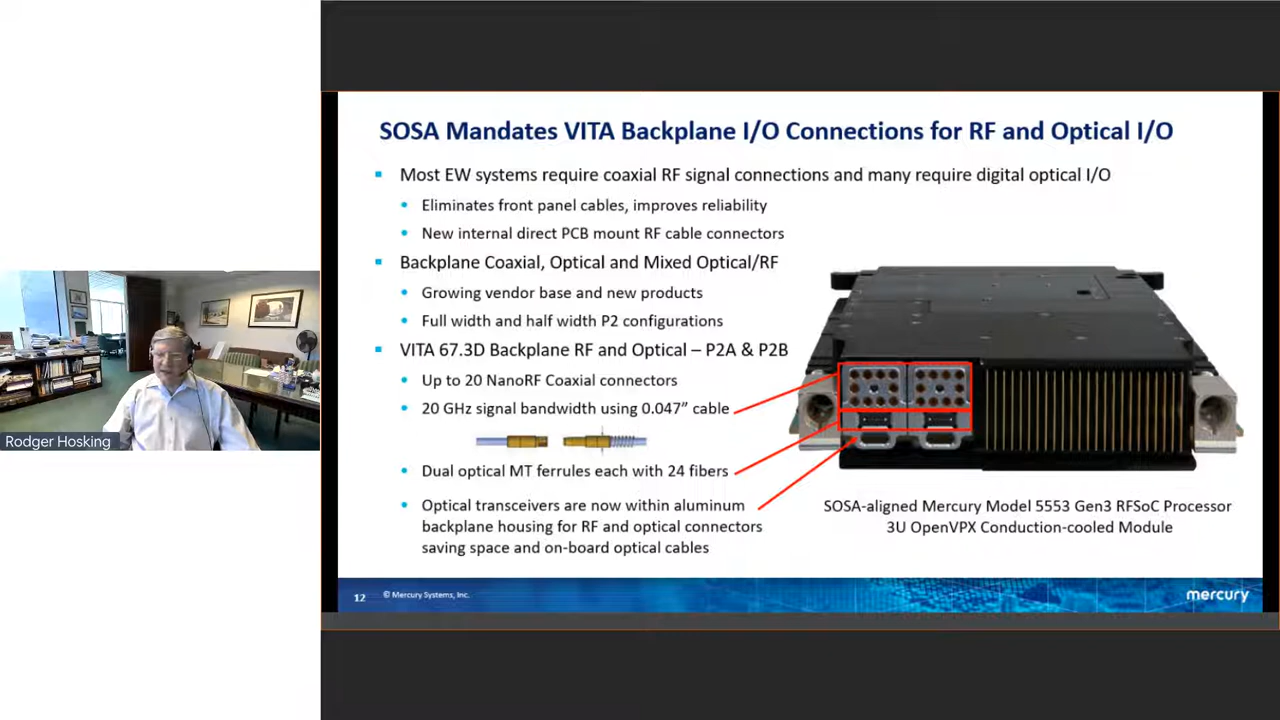 SOSA Mandates VITA Backplane I/O Connections for RF and Optical I/O
Most EW systems require coaxial RF signal connections and many require digital optical I/O
Eliminates front panel cables, improves reliability
New internal direct PCB mount RF cable connectors
Backplane Coaxial, Optical and Mixed Optical/RF
Growing vendor base and new products
Full width and half width P2 configurations
VITA 67.3D Backplane RF and Optical – P2A & P2B
Up to 20 NanoRF Coaxial connectors
20 GHz signal bandwidth using 0.047” cable
Dual optical MT ferrules each with 24 fibers
Optical transceivers are now within aluminum
backplane housing for RF and optical connectors
saving space and on-board optical cables
SOSA-aligned Mercury Model 5553 Gen3 RFSoC Processor
3U OpenVPX Conduction-cooled Module
Rodger Hosking
12
© Mercury Systems, Inc.
mercury